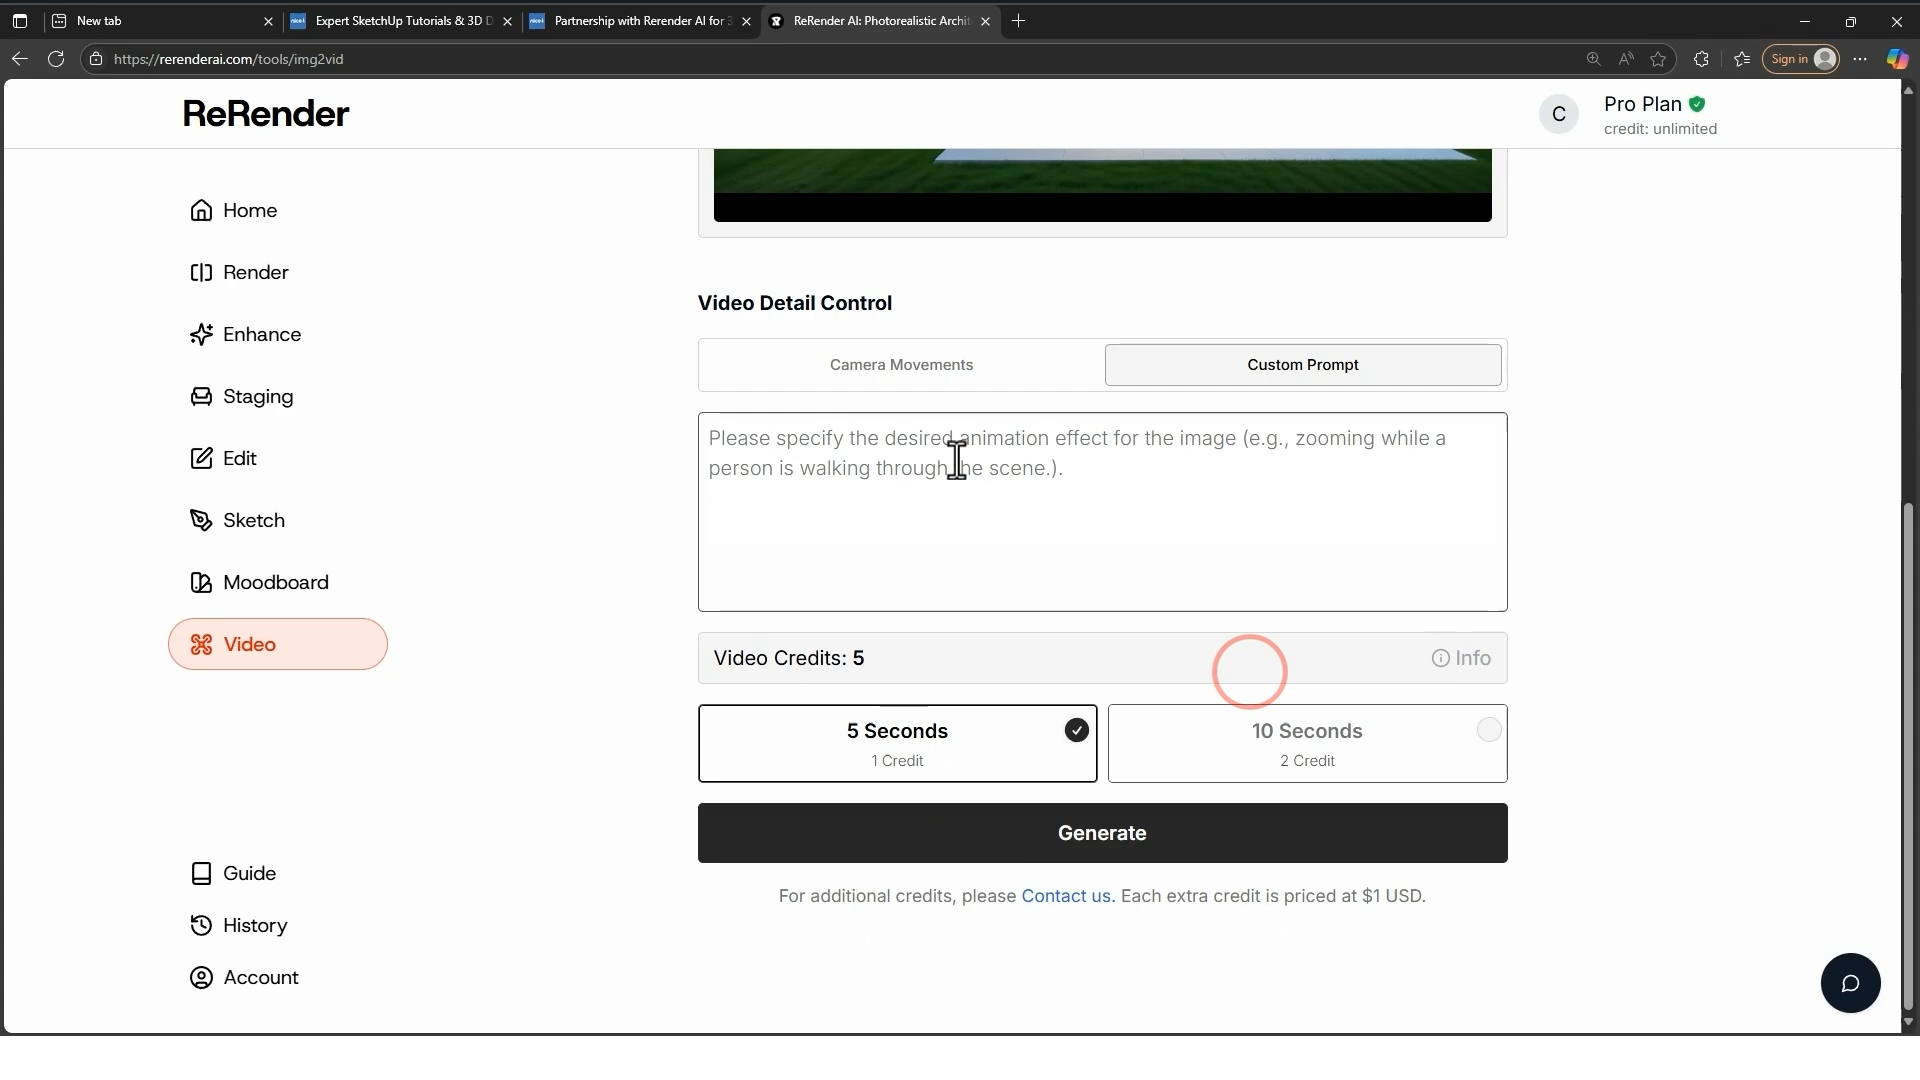 New tab
Expert SketchUp Tutorials & 3D D
Partnership with Rerender AI for 3
ReRender AI: Photorealistic Archit
https://rerenderai.com/tools/img2vid
Sign in
ReRender
C
Pro Plan
credit: unlimited
Home
Render
Enhance
Staging
Edit
Sketch
Moodboard
Video
Guide
History
Account
Video Detail Control
Camera Movements
Custom Prompt
Please specify the desired animation effect for the image (e.g., zooming while a
person is walking through the scene.).
Video Credits: 5
Info
5 Seconds
1 Credit
10 Seconds
2 Credit
Generate
For additional credits, please Contact us. Each extra credit is priced at $1 USD.